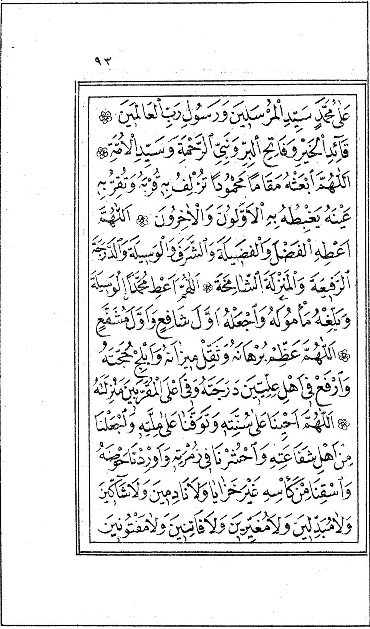 ٩٢
عَلَى مُحَمَّدٍ سَيِّدِ الْمُرْسَلِينَ وَرَسُولِ رَبِّ الْعَالَمِينَ
قَائِدِ الْخَيْرِ وَفَاتِحِ الْبِرِّ وَنَبِيِّ الرَّحْمَةِ وَسَيِّدِ الْأُمَّةِ
اللَّهُمَّ ابْعَثْهُ مَقَامًا مَحْمُودًا تُزْلِفُ بِهِ قُرْبَهُ وَتُقِرُّ بِهِ
عَيْنَهُ يَغْبِطُهُ بِهِ الْأَوَّلُونَ وَالْآخِرُونَ اللَّهُمَّ
أَعْطِهِ الْفَضْلَ وَالْفَضِيلَةَ وَالشَّرَفَ وَالْوَسِيلَةَ وَالدَّرَجَةَ
الرَّفِيعَةَ وَالْمَنْزِلَةَ الشَّامِخَةَ اللَّهُمَّ أَعْطِ مُحَمَّدًا الْوَسِيلَةَ
وَبَلِّغْهُ مَأْمُولَهُ وَاجْعَلْهُ أَوَّلَ شَافِعٍ وَأَوَّلَ مُشَفَّعٍ
اللَّهُمَّ عَظِّمْ بُرْهَانَهُ وَثَقِّلْ مِيزَانَهُ وَأَبْلِجْ حُجَّتَهُ
وَارْفَعْ فِي أَهْلِ عِلِّيِّينَ دَرَجَتَهُ وَفِي أَعْلَى الْمُقَرَّبِينَ مَنْزِلَتَهُ
اللَّهُمَّ أَحْيِنَا عَلَى سُنَّتِهِ وَتَوَفَّنَا عَلَى مِلَّتِهِ وَاجْعَلْنَا
مِنْ أَهْلِ شَفَاعَتِهِ وَاحْشُرْنَا فِي زُمْرَتِهِ وَأَوْرِدْنَا حَوْضَهُ
وَاسْقِنَا مِنْ كَأْسِهِ غَيْرَ خَزَايَا وَلَا نَادِمِينَ وَلَا شَاكِّينَ
وَلَا مُبَدِّلِينَ وَلَا مُغَيِّرِينَ وَلَا فَاتِنِينَ وَلَا مَفْتُونِينَ